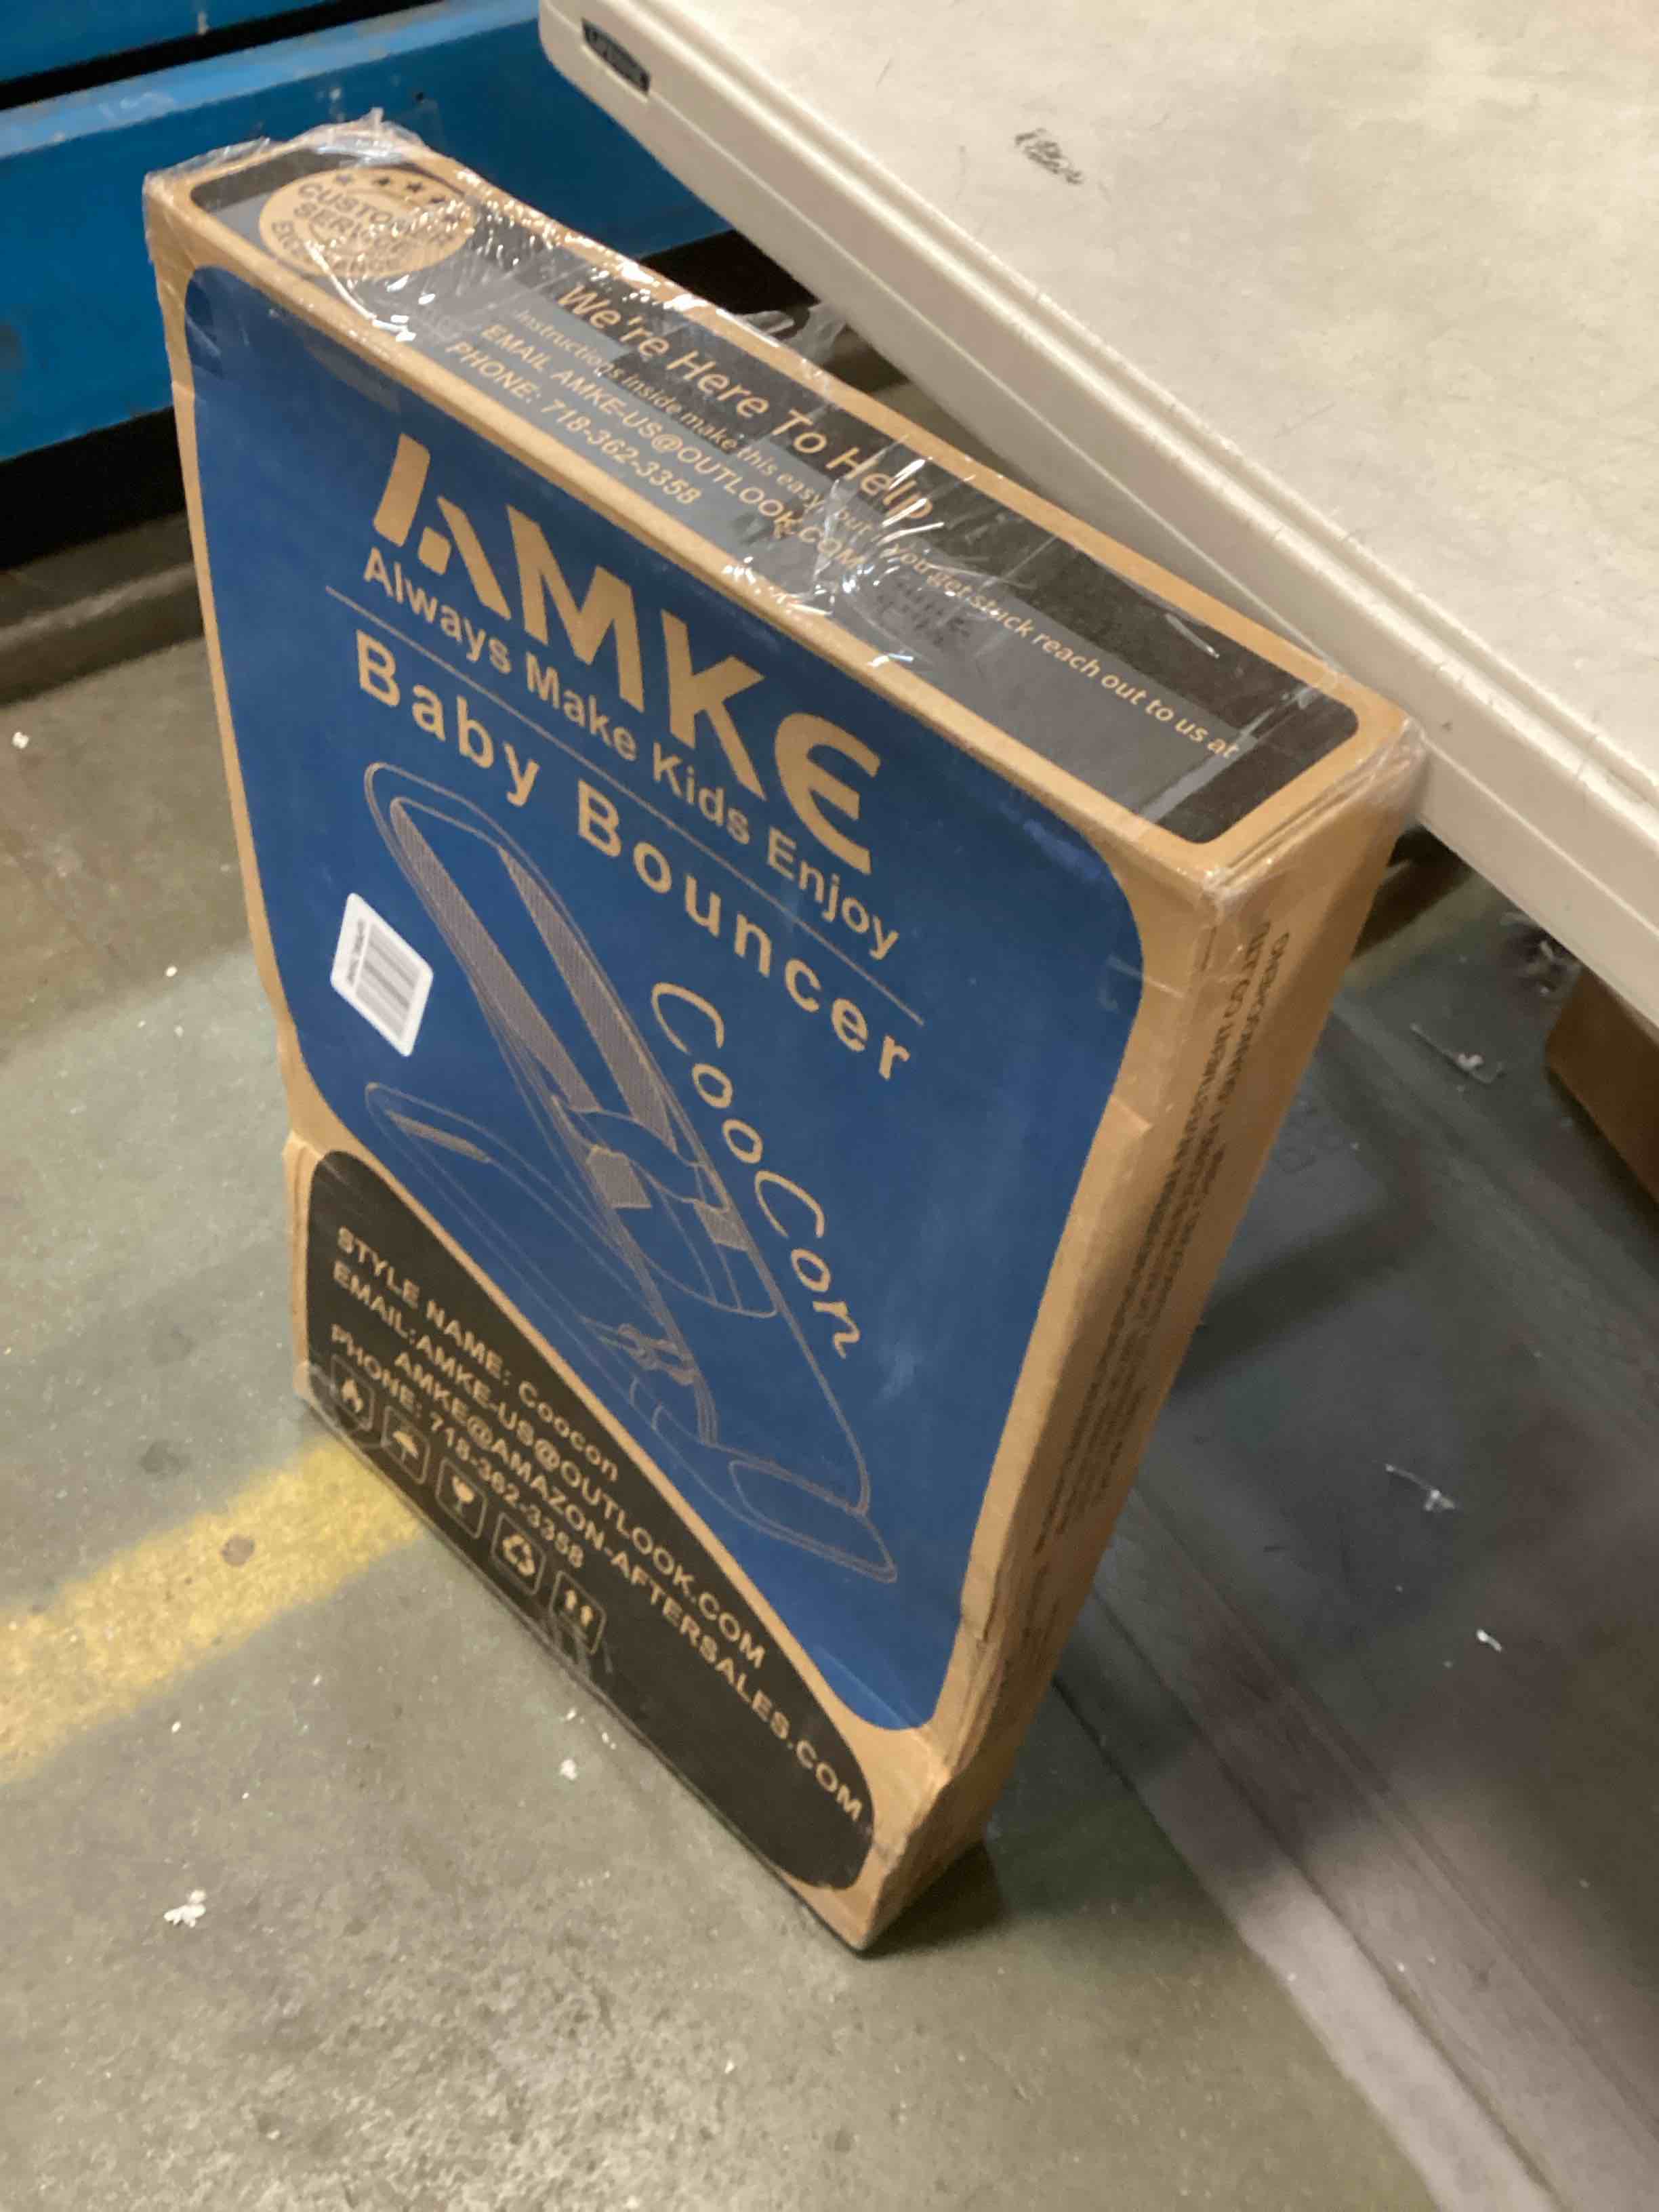 CUSTOMER
SERVICE
We're Here To Help
Instructions inside make this easy, but if you get stuck reach out to us at
EMAIL AMKE-US@OUTLOOK.COM
PHONE: 718-362-3358
AMKE
Always Make Kids Enjoy
Baby Bouncer
CooCon
STYLE NAME: Coocon
EMAIL:AMKE-US@OUTLOOK.COM
AMKE@AMAZON-AFTERSALES.COM
PHONE: 718-362-3358